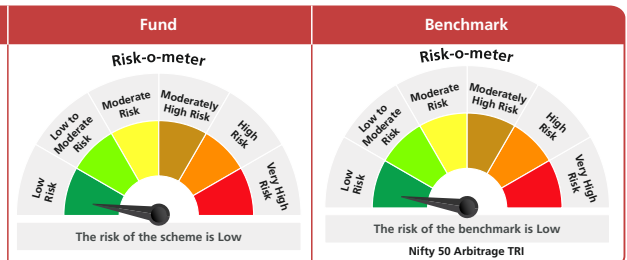 Fund
Risk-o-meter
Low
Risk
Low to
Moderate
Risk
Moderate
Risk
Moderately
High Risk
High
Risk
Very High
Risk
The risk of the scheme is Low
Benchmark
Risk-o-meter
Low
Risk
Low to
Moderate
Risk
Moderate
Risk
Moderately
High Risk
High
Risk
Very High
Risk
The risk of the benchmark is Low
Nifty 50 Arbitrage TRI